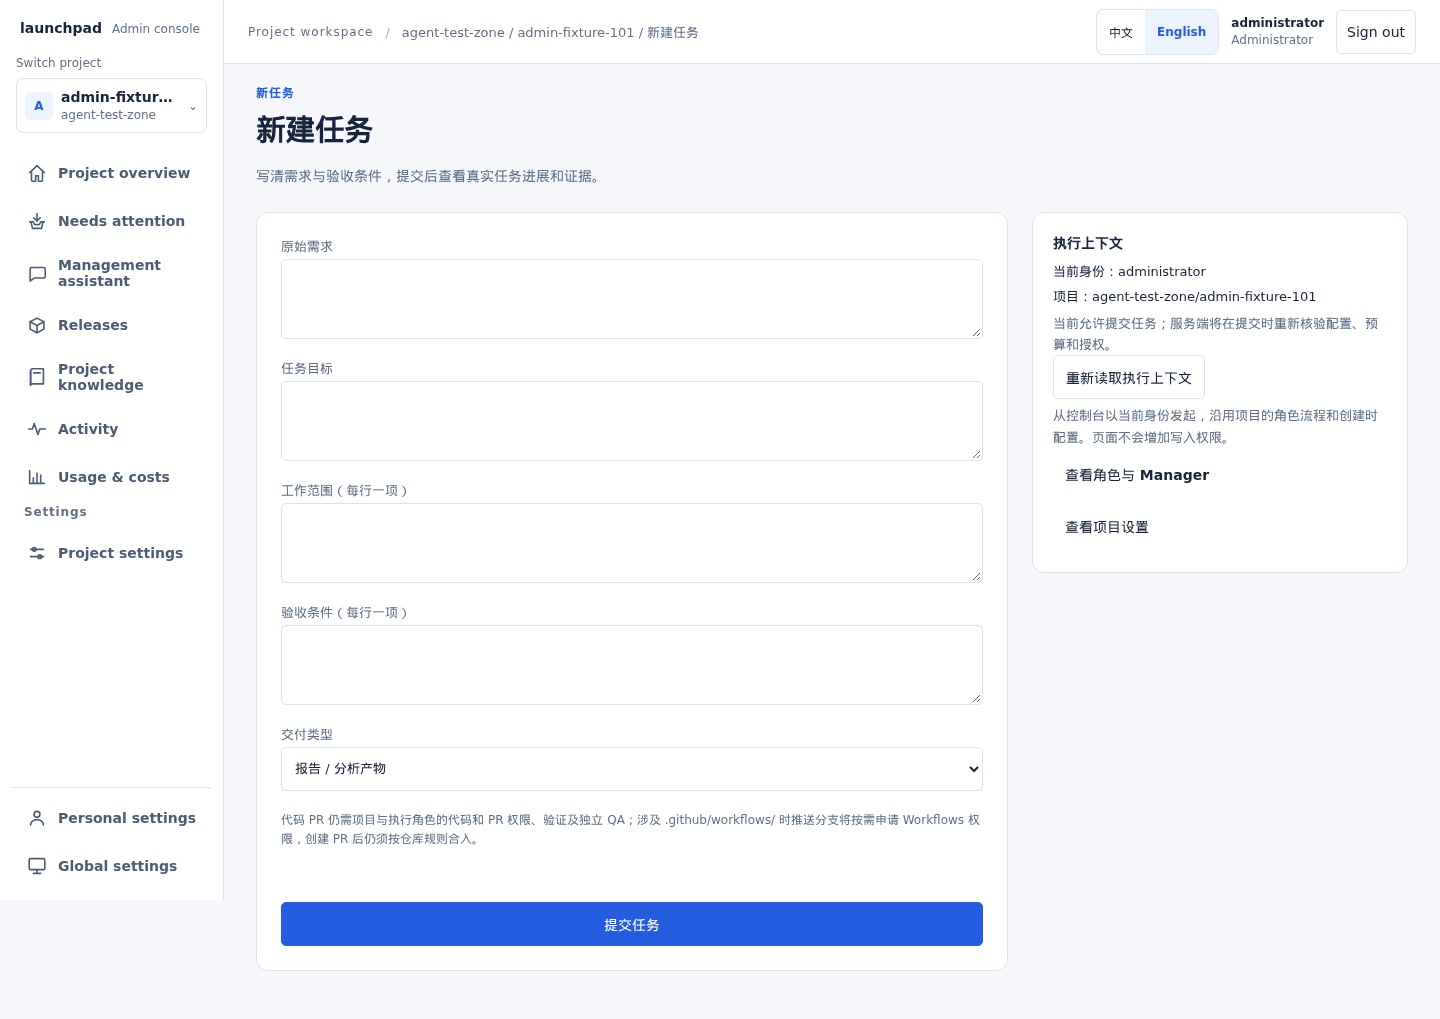 launchpad Admin console
Switch project
A
admin-fixtur...
agent-test-zone
Project overview
Needs attention
Management
assistant
Releases
Project
knowledge
Activity
Usage & costs
Settings
Project settings
Personal settings
Global settings
Project workspace / agent-test-zone / admin-fixture-101 / 新建任务
中文
English
administrator
Administrator
Sign out
新任务
新建任务
写清需求与验收条件，提交后查看真实任务进展和证据。
原始需求
任务目标
工作范围（每行一项）
验收条件（每行一项）
交付类型
报告 / 分析产物
代码 PR 仍需项目与执行角色的代码和 PR 权限、验证及独立 QA；涉及 .github/workflows/ 时推送分支将按需申请 Workflows 权
限，创建 PR 后仍须按仓库规则合入。
提交任务
执行上下文
当前身份：administrator
项目：agent-test-zone/admin-fixture-101
当前允许提交任务；服务端将在提交时重新核验配置、预
算和授权。
重新读取执行上下文
从控制台以当前身份发起，沿用项目的角色流程和创建时
配置。页面不会增加写入权限。
查看角色与 Manager
查看项目设置